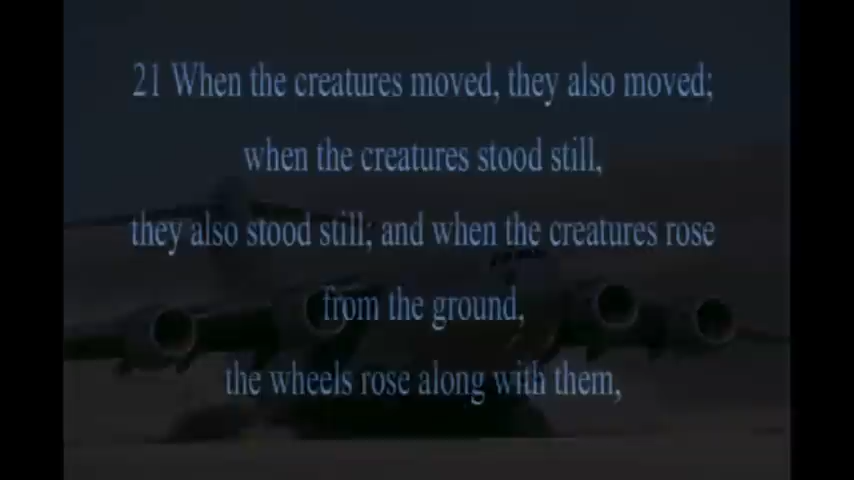 21 When the creatures moved, they also moved;
when the creatures stood still,
they also stood still; and when the creatures rose
from the ground,
the wheels rose along with them,